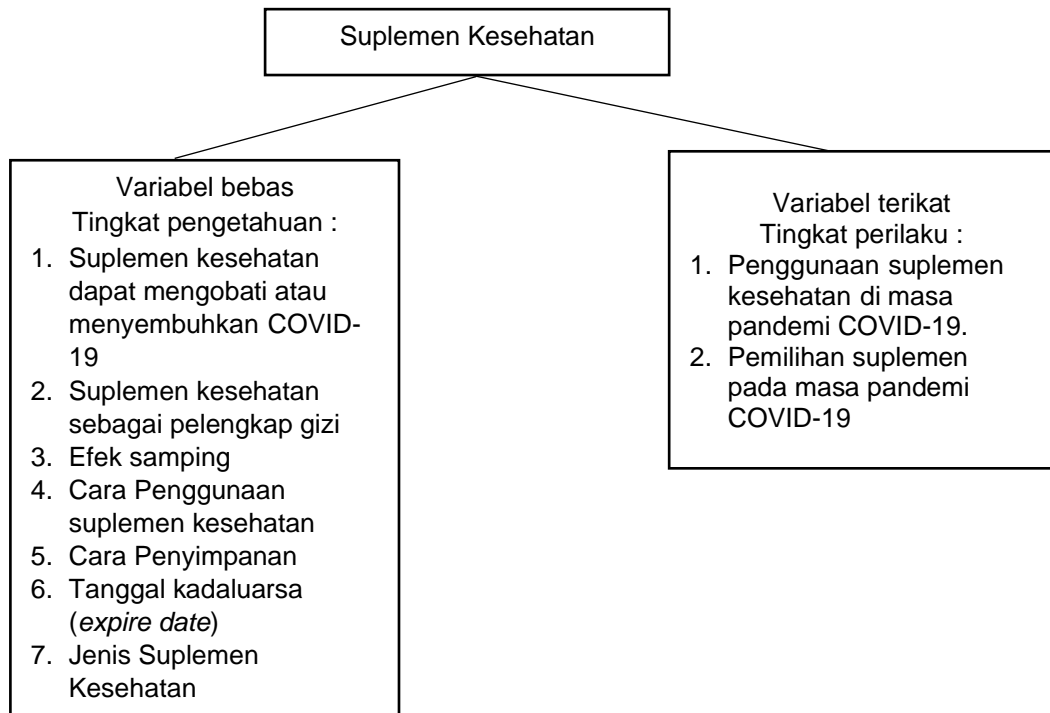 Suplemen Kesehatan
Variabel bebas
Tingkat pengetahuan :
1. Suplemen kesehatan
dapat mengobati atau
menyembuhkan COVID-
19
2. Suplemen kesehatan
sebagai pelengkap gizi
3. Efek samping
4. Cara Penggunaan
suplemen kesehatan
5. Cara Penyimpanan
6. Tanggal kadaluarsa
(expire date)
7. Jenis Suplemen
Kesehatan
Variabel terikat
Tingkat perilaku :
1. Penggunaan suplemen
kesehatan di masa
pandemi COVID-19.
2. Pemilihan suplemen
pada masa pandemi
COVID-19